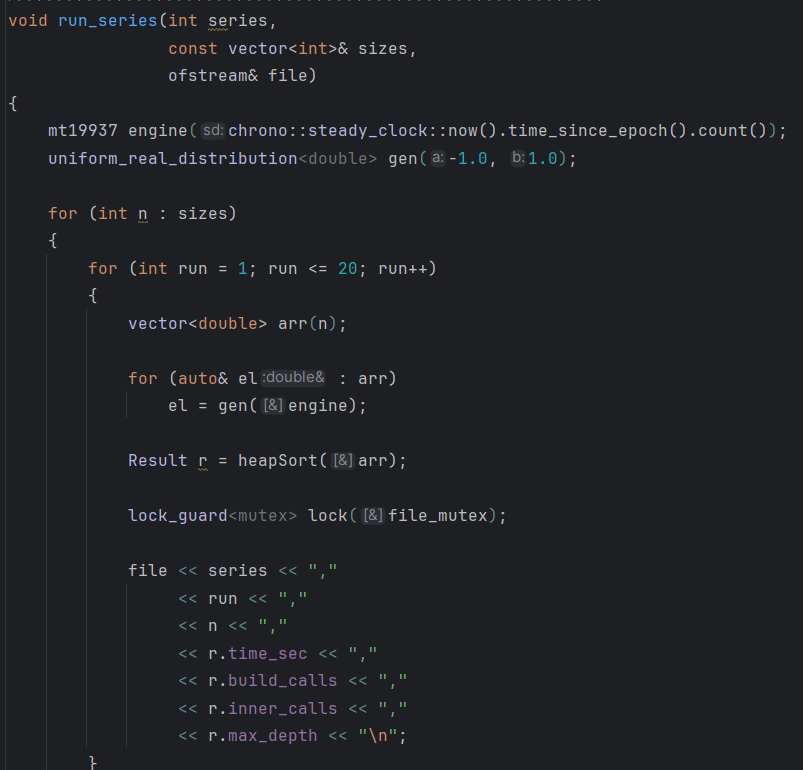 void run_series(int series,
                const vector<int>& sizes,
                ofstream& file)
{
    mt19937 engine( sd: chrono::steady_clock::now().time_since_epoch().count());
    uniform_real_distribution<double> gen( a: -1.0, b: 1.0);

    for (int n : sizes)
    {
        for (int run = 1; run <= 20; run++)
        {
            vector<double> arr(n);

            for (auto& el :double& : arr)
                el = gen( [&] engine);

            Result r = heapSort( [&] arr);

            lock_guard<mutex> lock( [&] file_mutex);

            file << series << ","
                 << run << ","
                 << n << ","
                 << r.time_sec << ","
                 << r.build_calls << ","
                 << r.inner_calls << ","
                 << r.max_depth << "\n";
        }